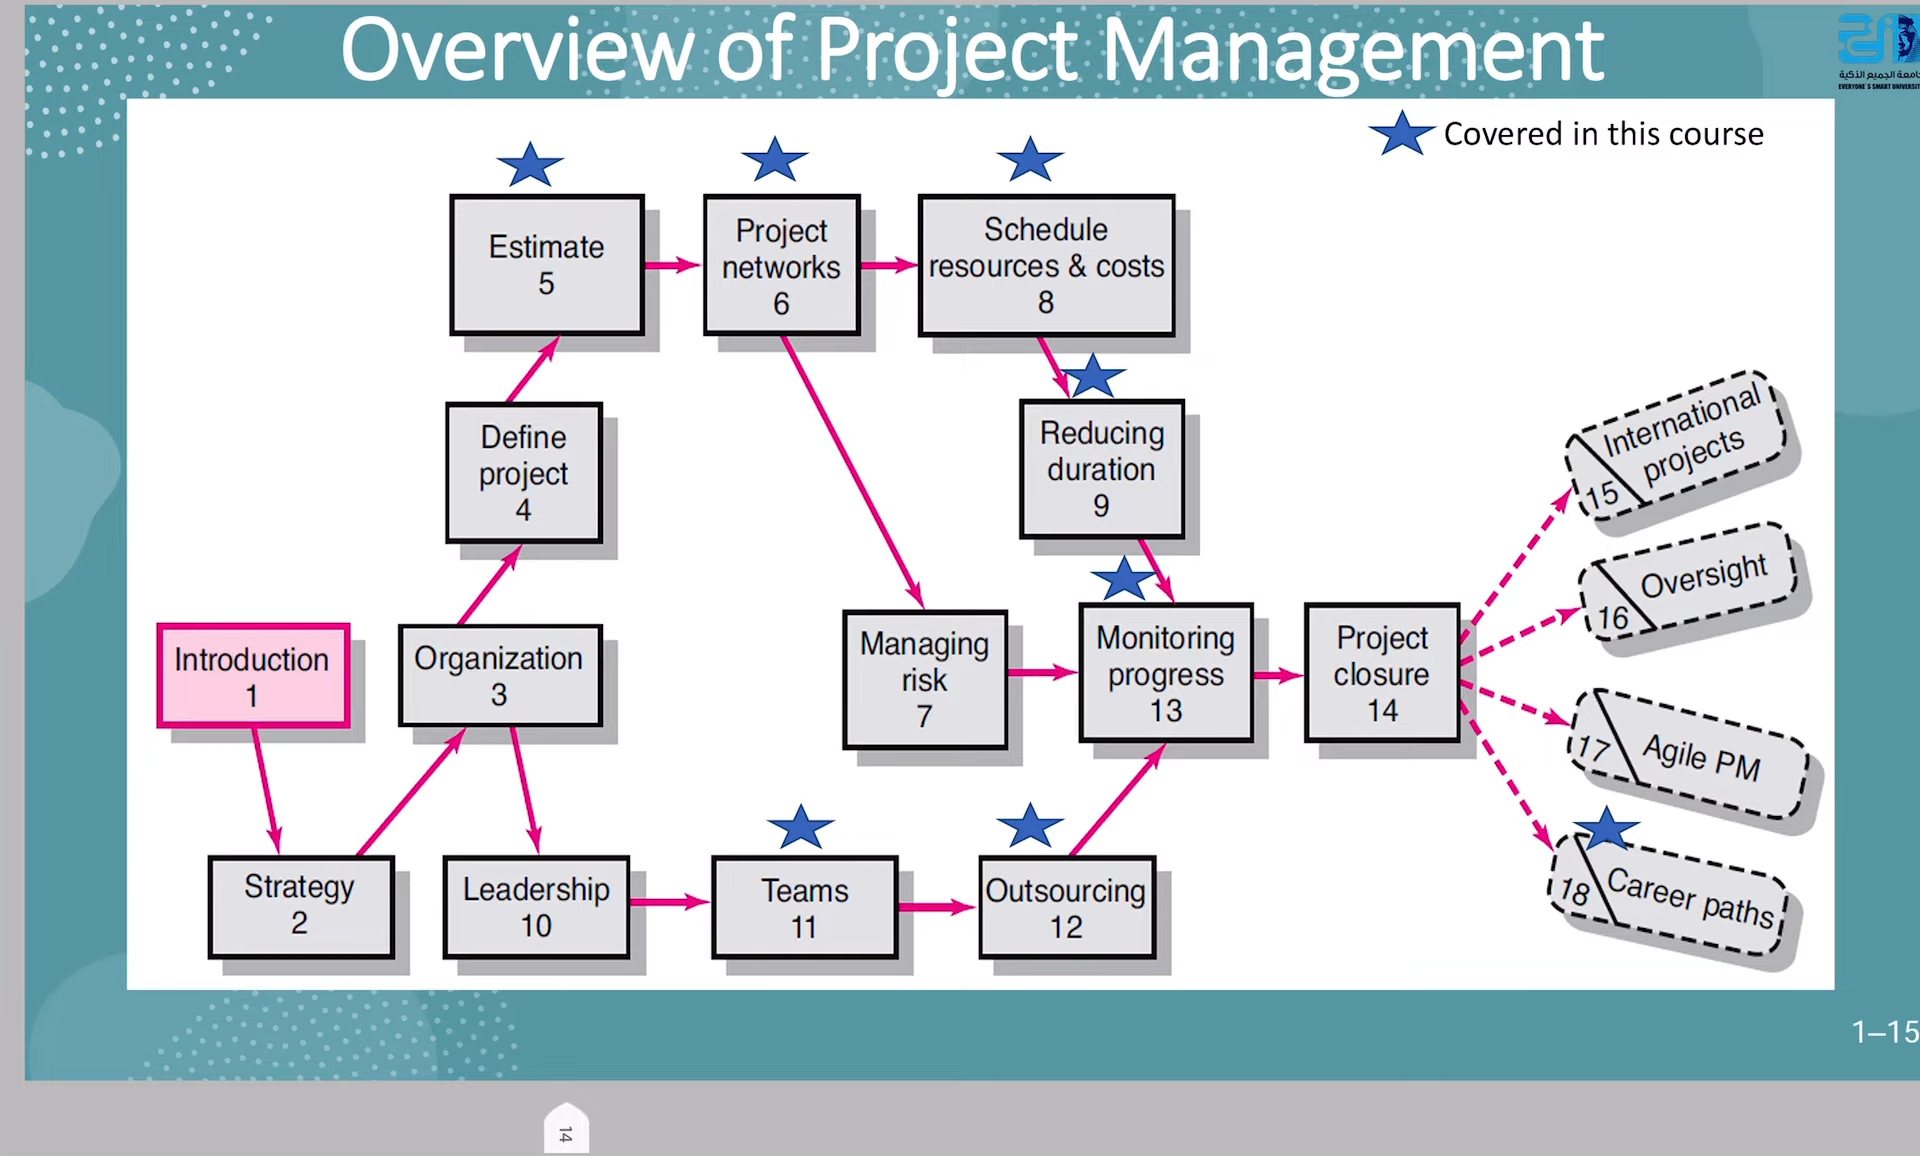 Overview of Project Management
جامعة الجميع الذكية
Covered in this course
Estimate
5
Project
networks
6
Schedule
resources & costs
8
Define
project
4
Reducing
duration
9
International
projects
15
Oversight
16
Introduction
1
Organization
3
Managing
risk
7
Monitoring
progress
13
Project
closure
14
Agile PM
17
Strategy
2
Leadership
10
Teams
11
Outsourcing
12
Career paths
18
1–15
14